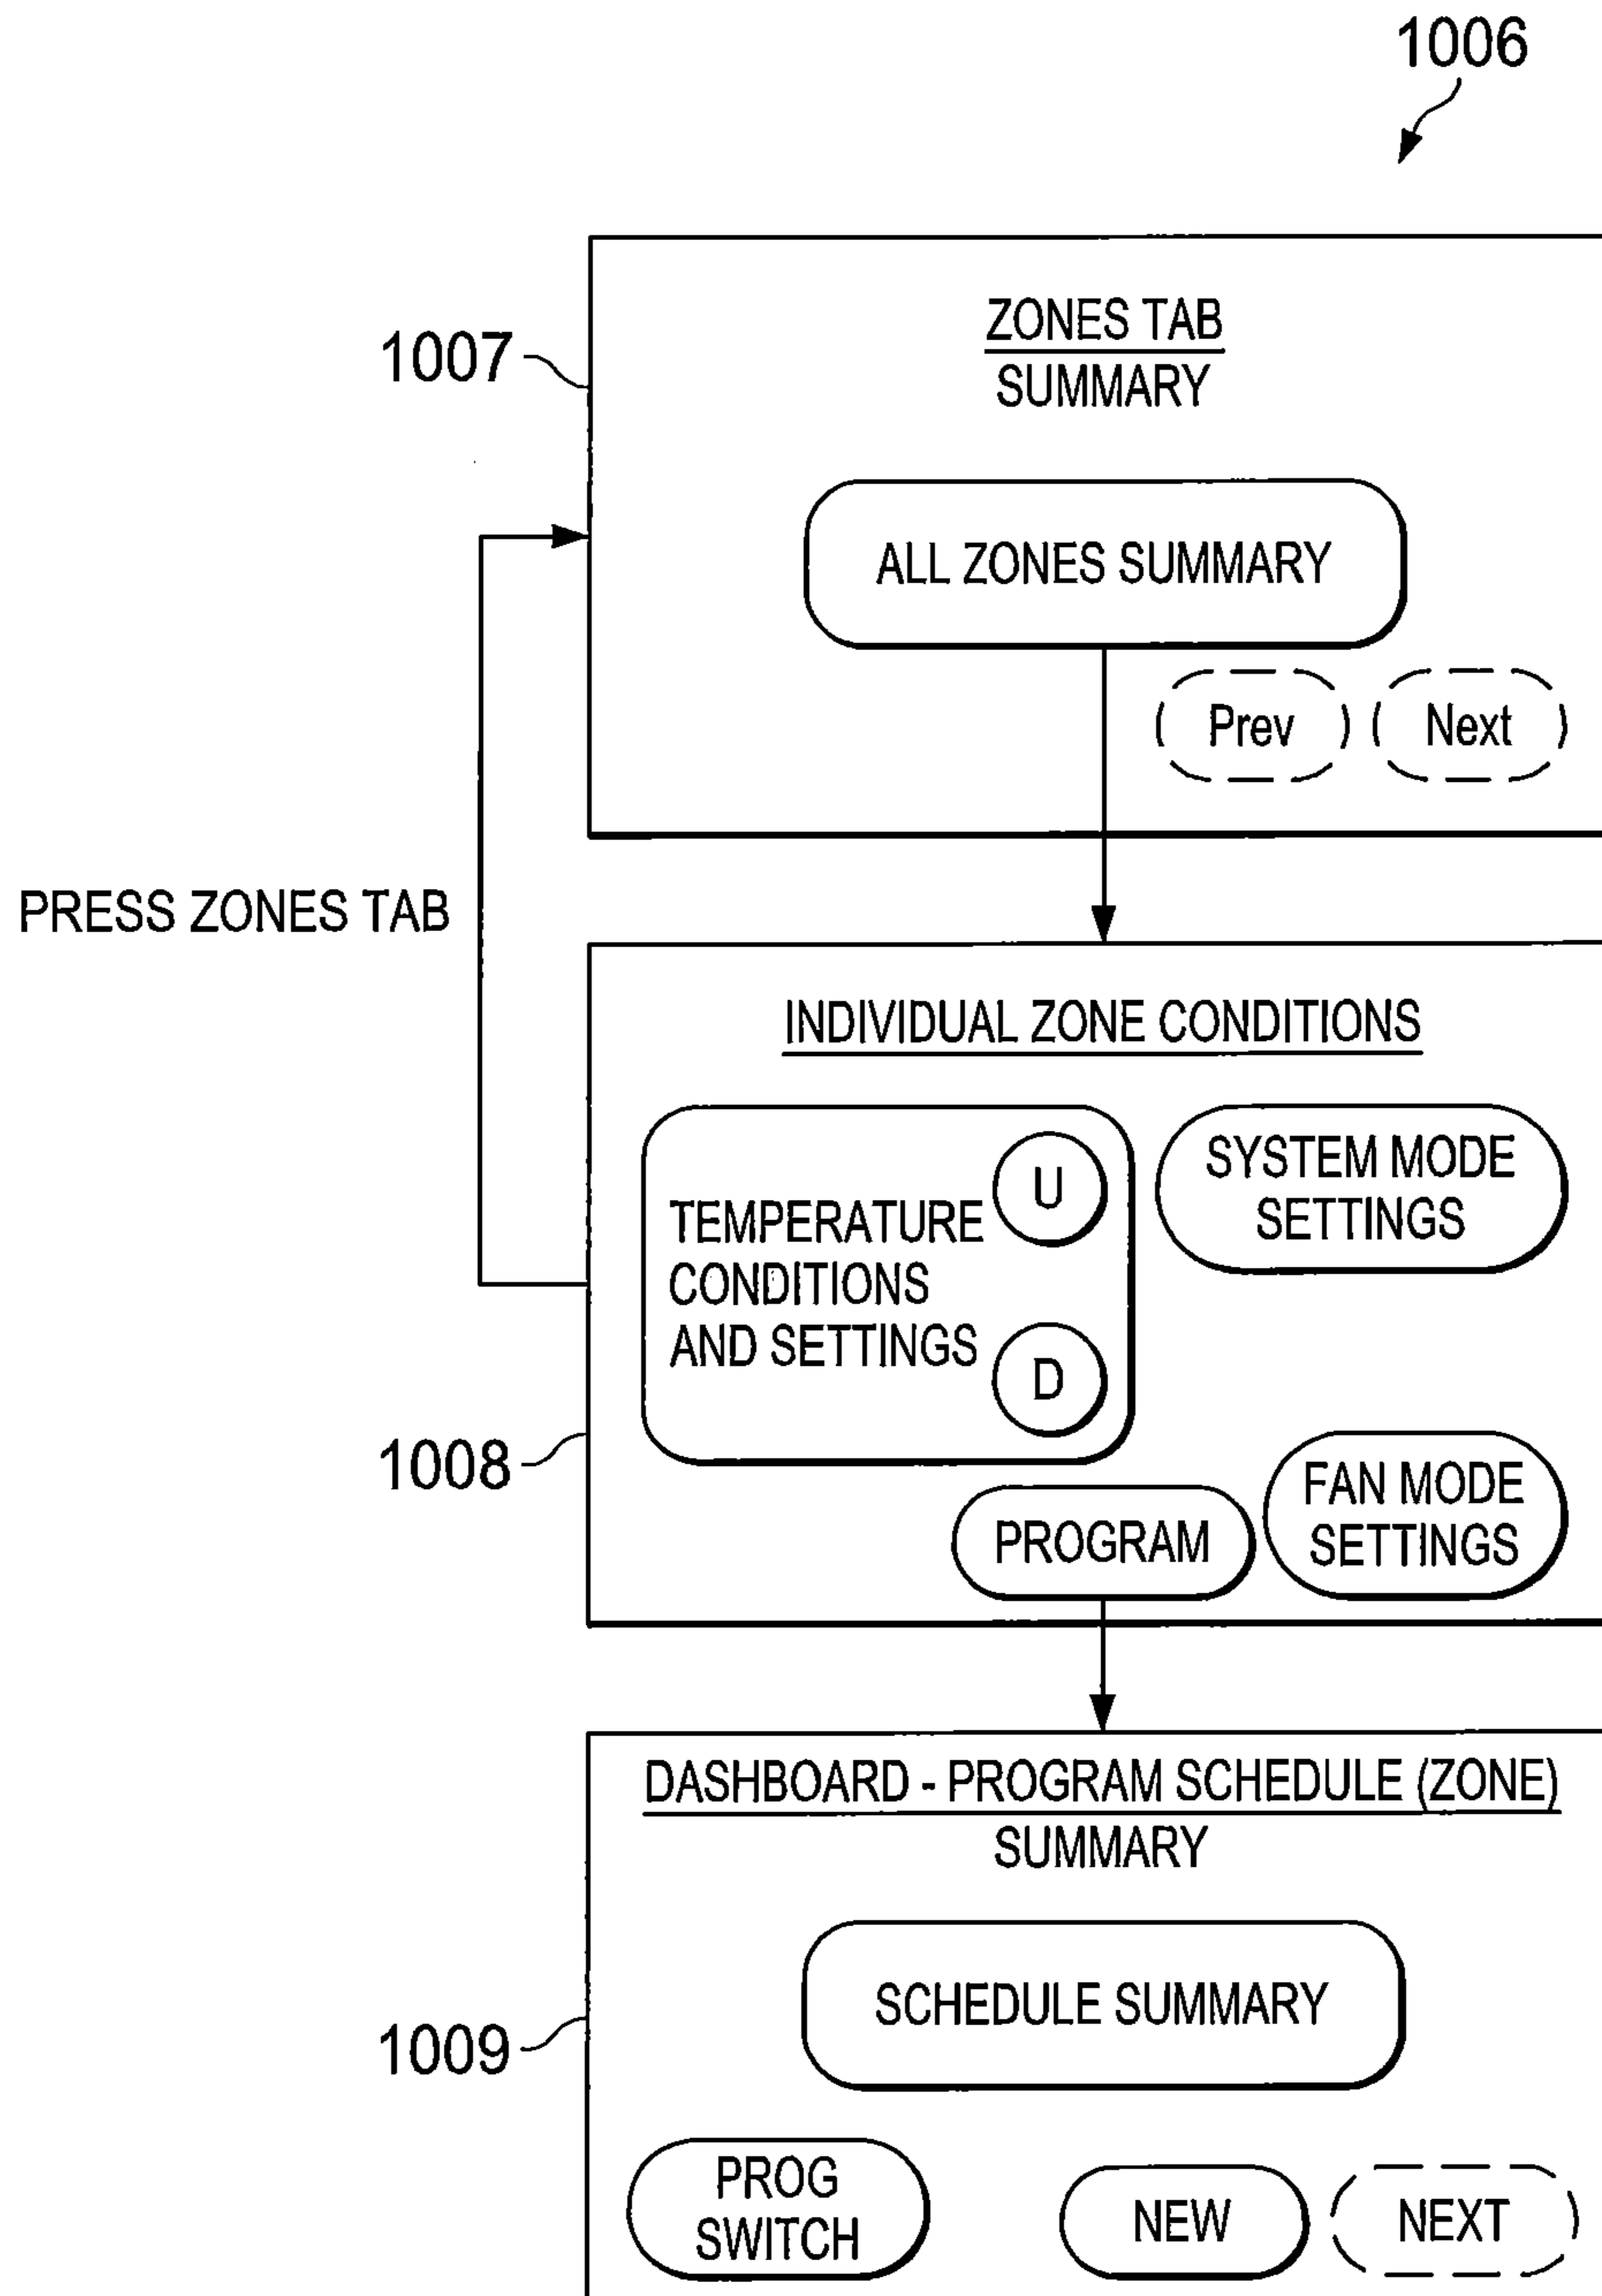 1006
1007
ZONES TAB
SUMMARY
ALL ZONES SUMMARY
Prev
Next
PRESS ZONES TAB
1008
INDIVIDUAL ZONE CONDITIONS
TEMPERATURE
CONDITIONS
AND SETTINGS
U
D
SYSTEM MODE
SETTINGS
PROGRAM
FAN MODE
SETTINGS
1009
DASHBOARD - PROGRAM SCHEDULE (ZONE)
SUMMARY
SCHEDULE SUMMARY
PROG
SWITCH
NEW
NEXT